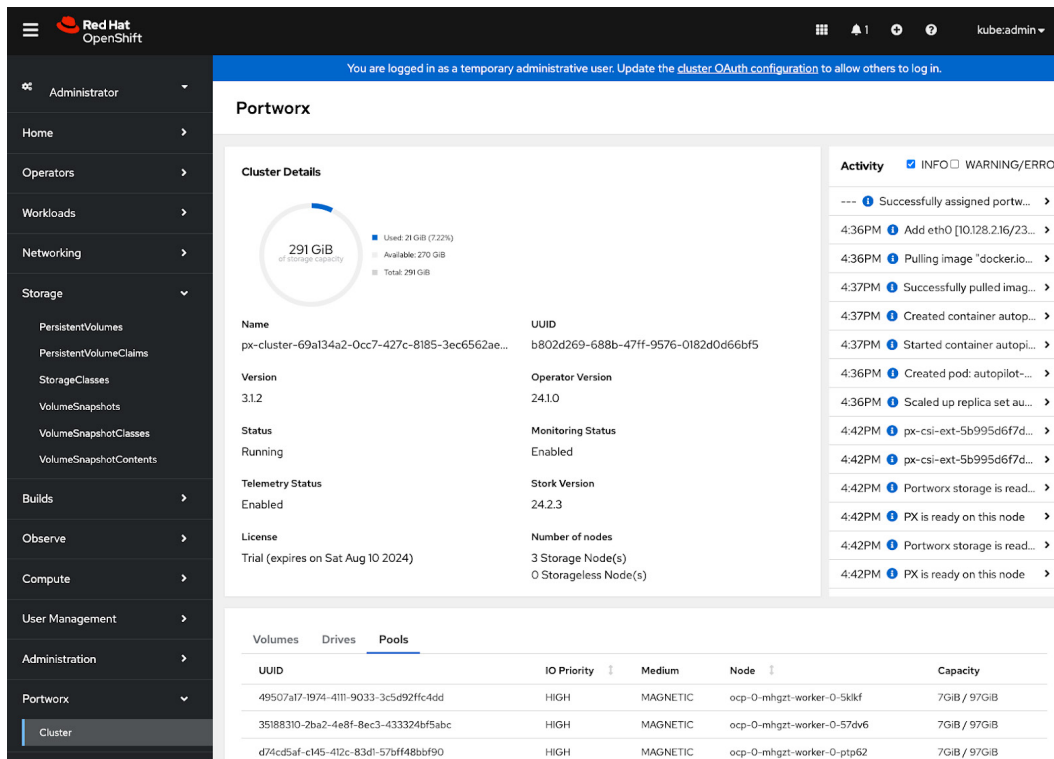 Red Hat
OpenShift
1
kube:admin
You are logged in as a temporary administrative user. Update the cluster OAuth configuration to allow others to log in.
Administrator
Home
Operators
Workloads
Networking
Storage
PersistentVolumes
PersistentVolumeClaims
StorageClasses
VolumeSnapshots
VolumeSnapshotClasses
VolumeSnapshotContents
Builds
Observe
Compute
User Management
Administration
Portworx
Cluster
Portworx
Cluster Details
291 GiB
of storage capacity
Used: 21 GiB (7.22%)
Available: 270 GiB
Total: 291 GiB
Name
px-cluster-69a134a2-0cc7-427c-8185-3ec6562ae...
UUID
b802d269-688b-47ff-9576-0182d0d66bf5
Version
3.1.2
Operator Version
24.1.0
Status
Running
Monitoring Status
Enabled
Telemetry Status
Enabled
Stork Version
24.2.3
License
Trial (expires on Sat Aug 10 2024)
Number of nodes
3 Storage Node(s)
0 Storageless Node(s)
Activity INFO WARNING/ERRO
--- Successfully assigned portw...
4:36PM Add eth0 [10.128.2.16/23...
4:36PM Pulling image "docker.io...
4:37PM Successfully pulled imag...
4:37PM Created container autop...
4:37PM Started container autopi...
4:36PM Created pod: autopilot-...
4:36PM Scaled up replica set au...
4:42PM px-csi-ext-5b995d6f7d...
4:42PM px-csi-ext-5b995d6f7d...
4:42PM Portworx storage is read...
4:42PM PX is ready on this node
4:42PM Portworx storage is read...
4:42PM PX is ready on this node
Volumes Drives Pools
UUID IO Priority Medium Node Capacity
49507a17-1974-4111-9033-3c5d92ffc4dd HIGH MAGNETIC ocp-0-mhgzt-worker-0-5klkf 7GiB / 97GiB
35188310-2ba2-4e8f-8ec3-433324bf5abc HIGH MAGNETIC ocp-0-mhgzt-worker-0-57dv6 7GiB / 97GiB
d74cd5af-c145-412c-83d1-57bff48bbf90 HIGH MAGNETIC ocp-0-mhgzt-worker-0-ptp62 7GiB / 97GiB